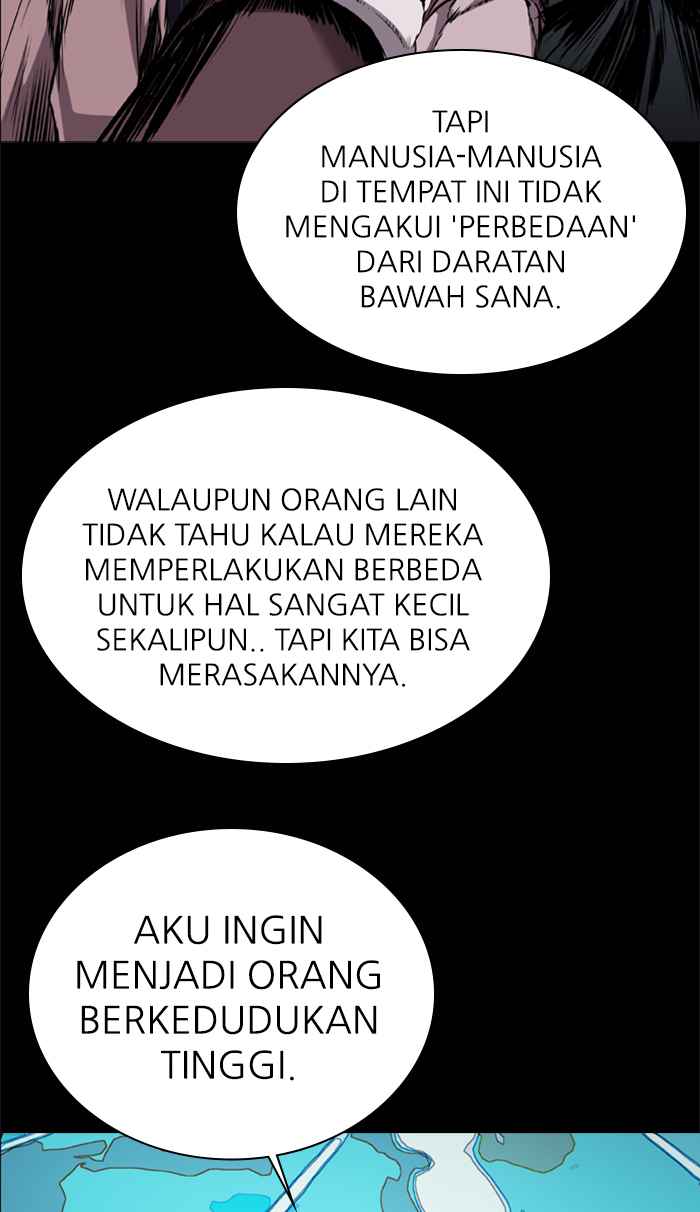 TAPI
MANUSIA-MANUSIA
DI TEMPAT INI TIDAK
MENGAKUI 'PERBEDAAN'
DARI DARATAN
BAWAH SANA.
WALAUPUN ORANG LAIN
TIDAK TAHU KALAU MEREKA
MEMPERLAKUKAN BERBEDA
UNTUK HAL SANGAT KECIL
SEKALIPUN.. TAPI KITA BISA
MERASAKANNYA.
AKU INGIN
MENJADI ORANG
BERKEDUDUKAN
TINGGI.